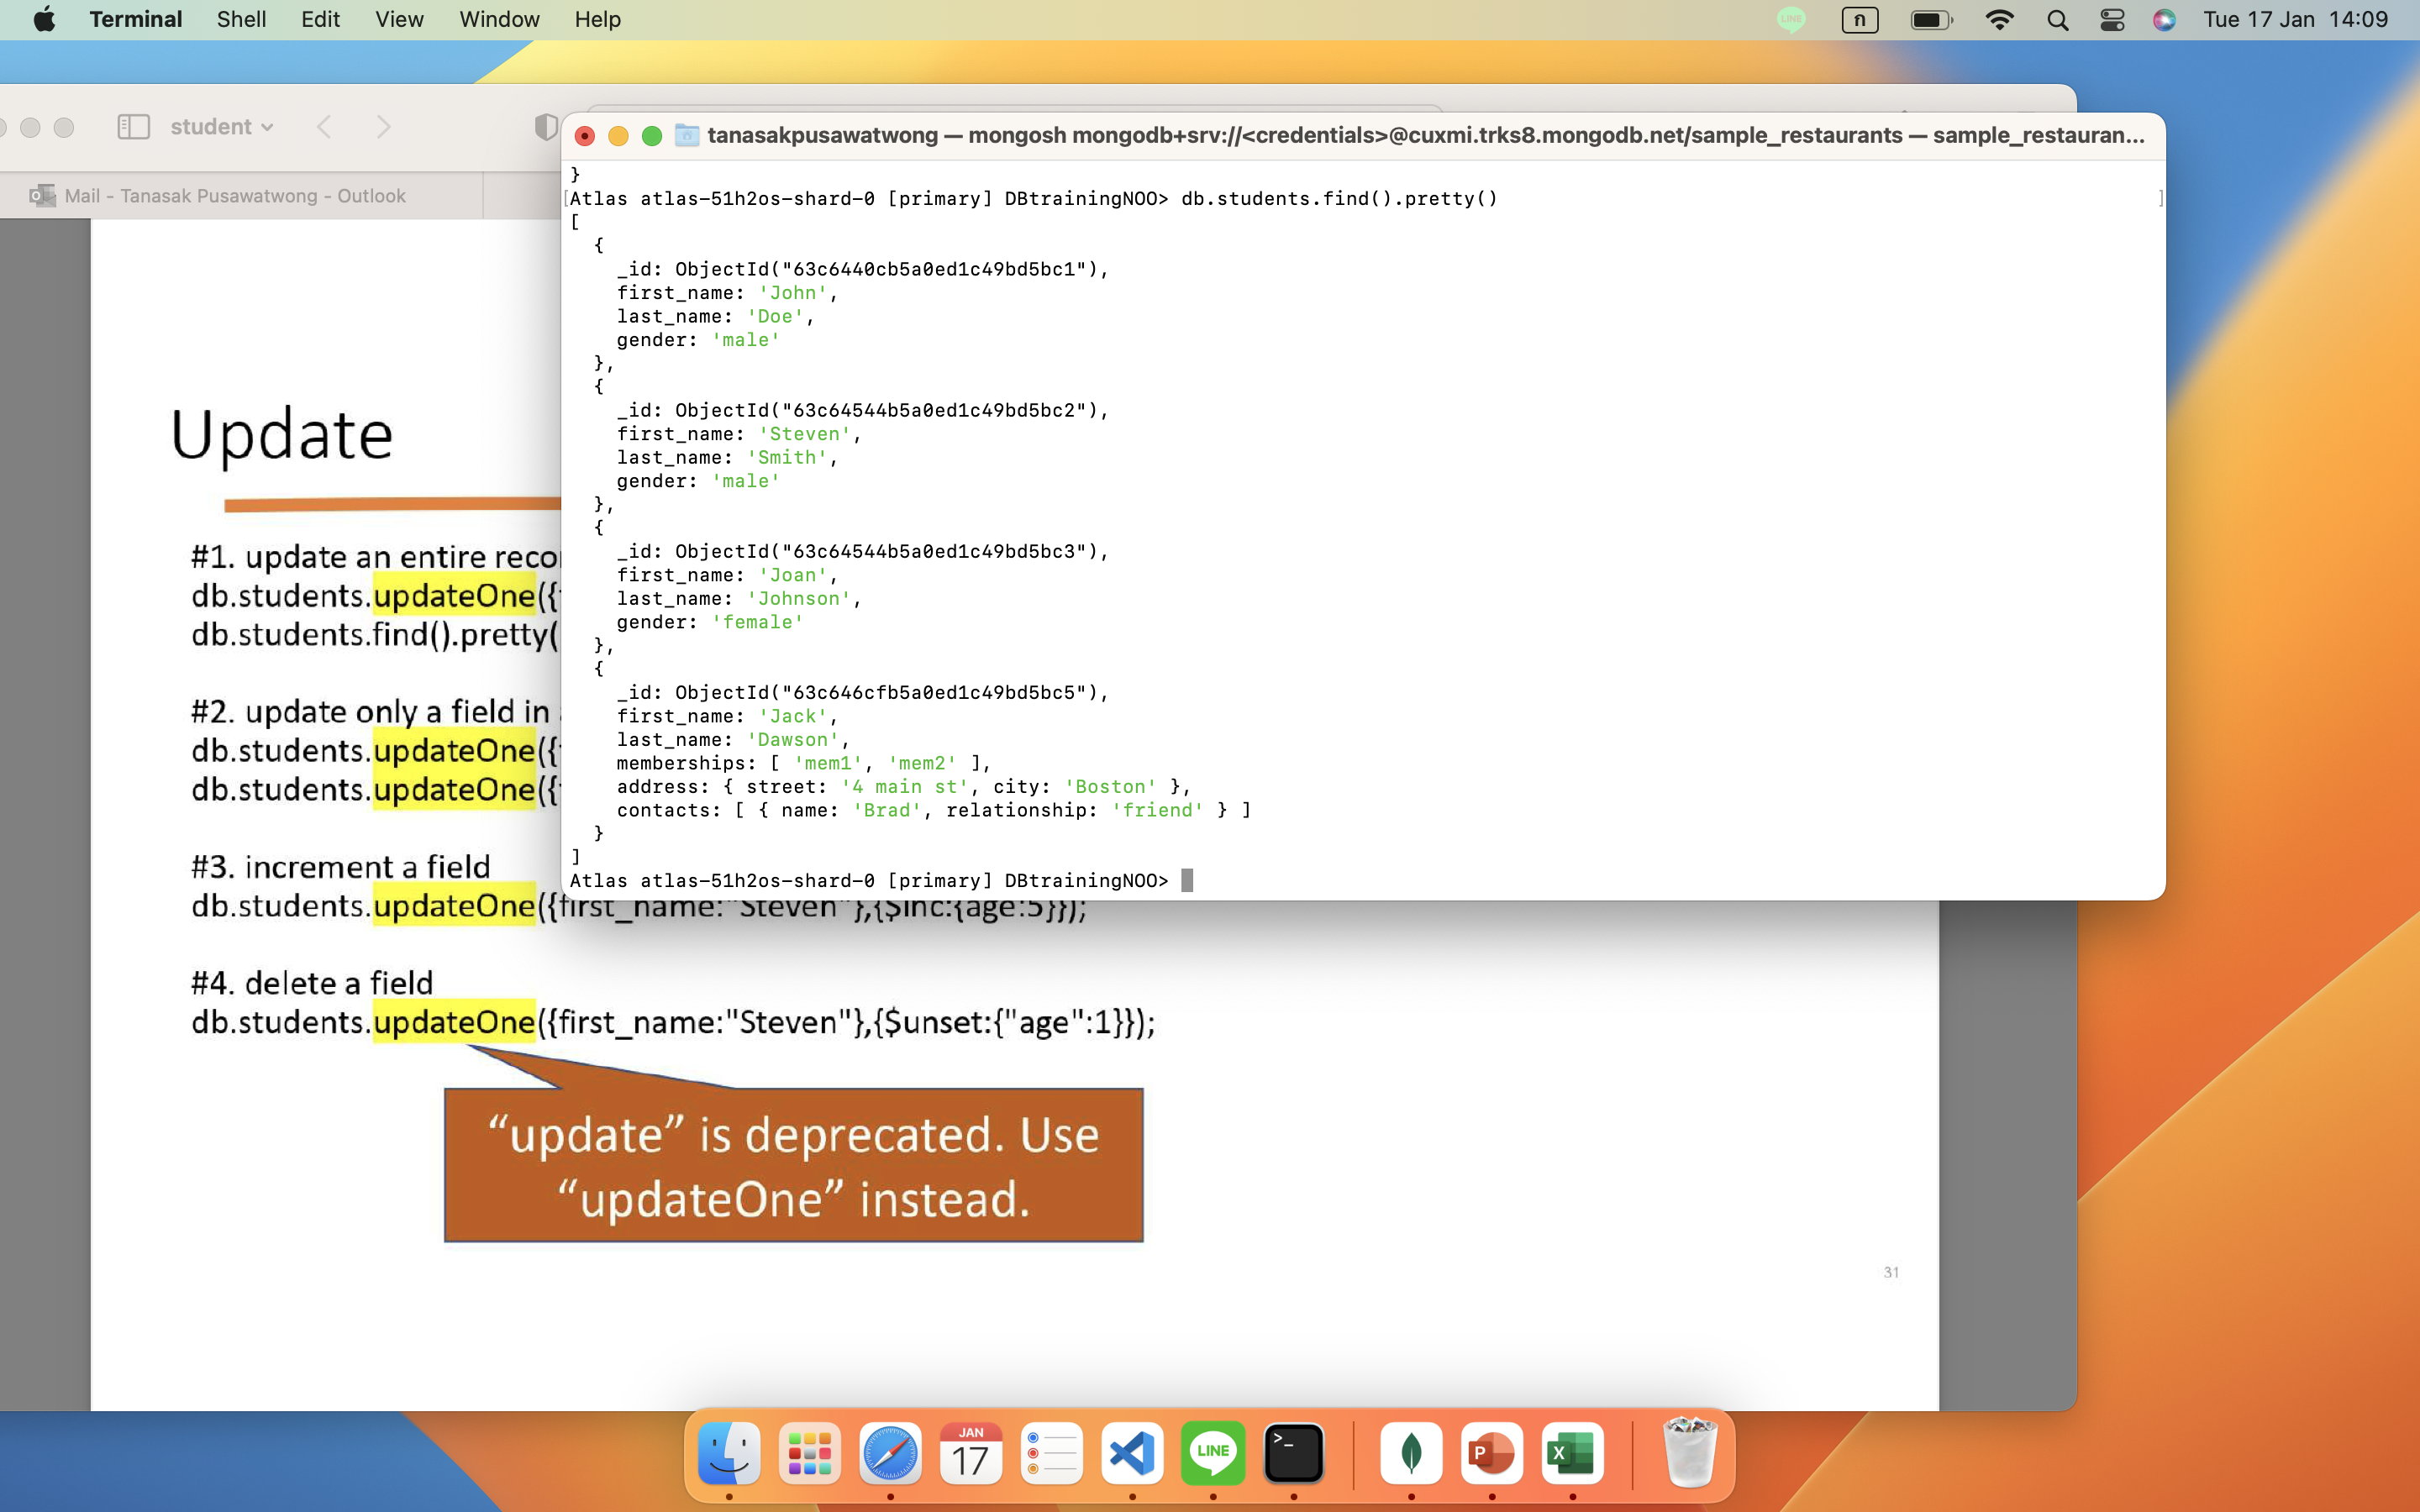 Terminal Shell Edit View Window Help
LINE ก Tue 17 Jan 14:09
student
tanasakpusawatwong — mongosh mongodb+srv://<credentials>@cuxmi.trks8.mongodb.net/sample_restaurants — sample_restauran...
Mail - Tanasak Pusawatwong - Outlook
}
[Atlas atlas-51h2os-shard-0 [primary] DBtrainingNOO> db.students.find().pretty() ]
[
{
_id: ObjectId("63c6440cb5a0ed1c49bd5bc1"),
first_name: 'John',
last_name: 'Doe',
gender: 'male'
},
{
_id: ObjectId("63c64544b5a0ed1c49bd5bc2"),
first_name: 'Steven',
last_name: 'Smith',
gender: 'male'
},
{
_id: ObjectId("63c64544b5a0ed1c49bd5bc3"),
first_name: 'Joan',
last_name: 'Johnson',
gender: 'female'
},
{
_id: ObjectId("63c646cfb5a0ed1c49bd5bc5"),
first_name: 'Jack',
last_name: 'Dawson',
memberships: [ 'mem1', 'mem2' ],
address: { street: '4 main st', city: 'Boston' },
contacts: [ { name: 'Brad', relationship: 'friend' } ]
}
]
Atlas atlas-51h2os-shard-0 [primary] DBtrainingNOO>
Update
#1. update an entire reco
db.students.updateOne({
db.students.find().pretty(
#2. update only a field in
db.students.updateOne({
db.students.updateOne({
#3. increment a field
db.students.updateOne({first_name:"Steven"},{$inc:{age:5}});
#4. delete a field
db.students.updateOne({first_name:"Steven"},{$unset:{"age":1}});
“update” is deprecated. Use
“updateOne” instead.
31
JAN
17
LINE
>_
P
X